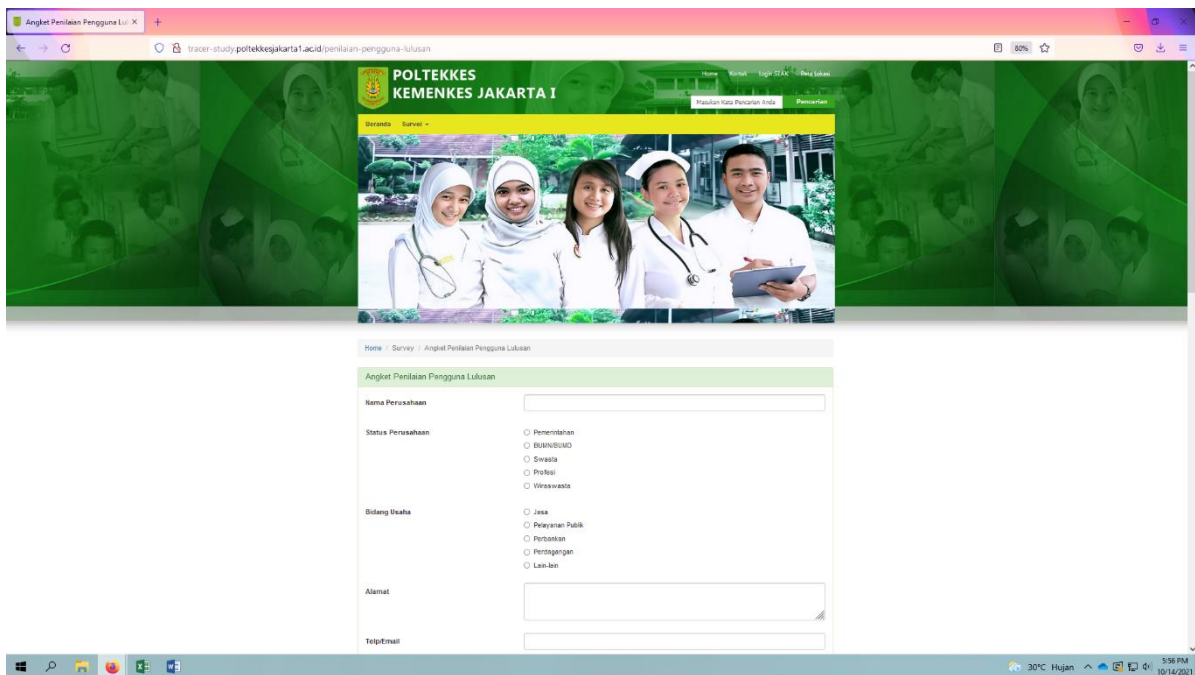 Angket Penilaian Pengguna Lul
tracer-study.poltekkesjakarta1.ac.id/penilaian-pengguna-lulusan
80%
POLTEKKES
KEMENKES JAKARTA I
Home Kontak Login SIAK Peta Lokasi
Masukan Kata Pencarian Anda Pencarian
Beranda Survei
Home / Survey / Angket Penilaian Pengguna Lulusan
Angket Penilaian Pengguna Lulusan
Nama Perusahaan
Status Perusahaan
Pemerintahan
BUMN/BUMD
Swasta
Profesi
Wiraswasta
Bidang Usaha
Jasa
Pelayanan Publik
Perbankan
Perdagangan
Lain-lain
Alamat
Telp/Email
30°C Hujan
5:56 PM
10/14/2021